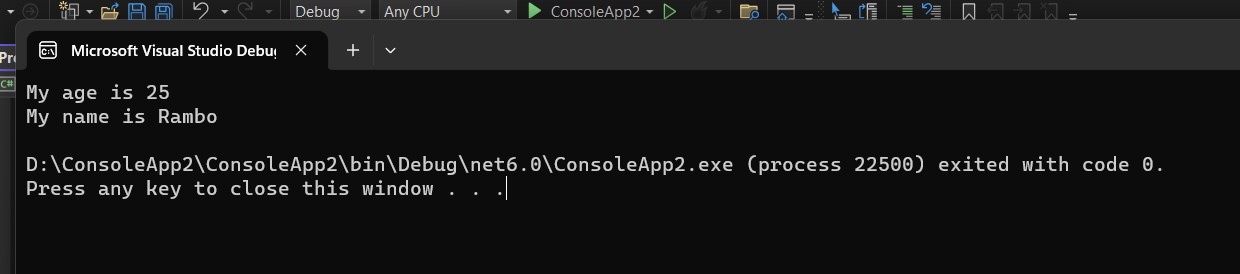 Debug Any CPU ConsoleApp2
Microsoft Visual Studio Debu
Pr
C#
My age is 25
My name is Rambo
D:\ConsoleApp2\ConsoleApp2\bin\Debug\net6.0\ConsoleApp2.exe (process 22500) exited with code 0.
Press any key to close this window . . .